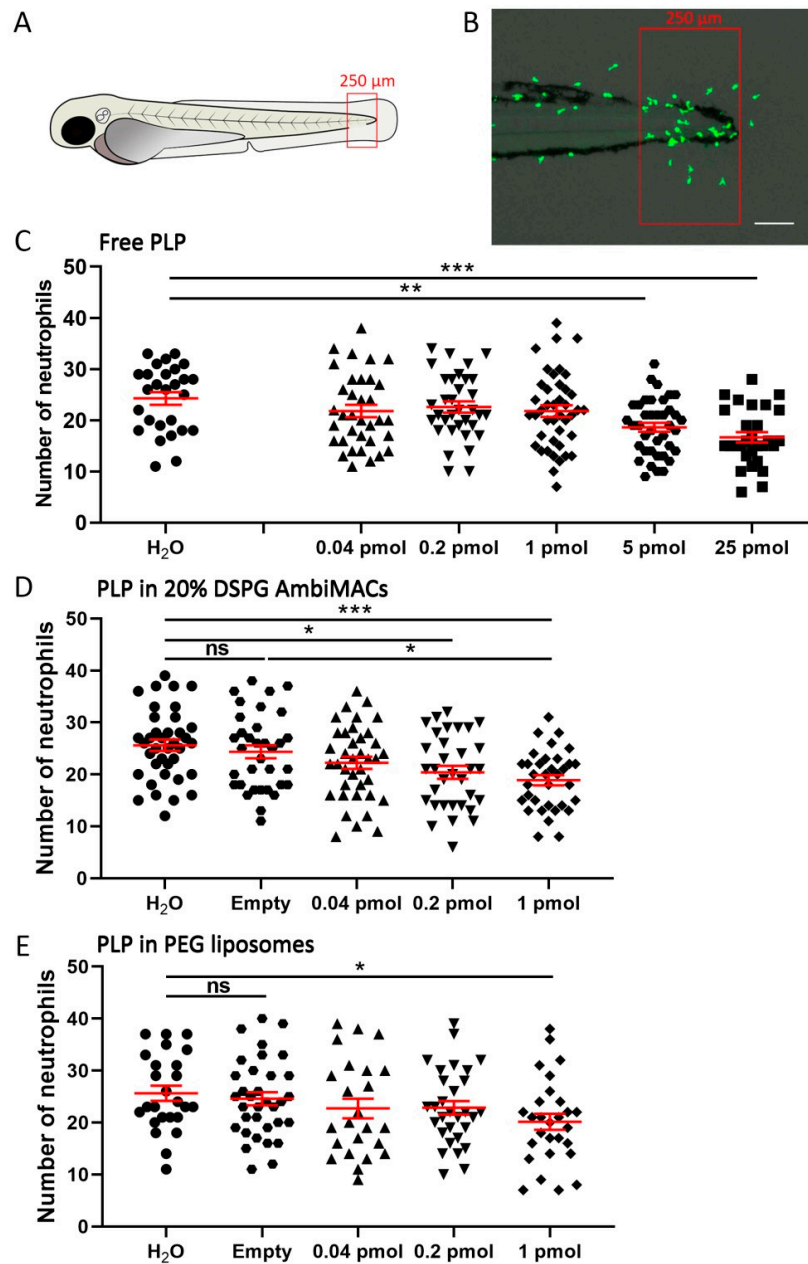 A
250 µm
B
250 µm
C Free PLP
Number of neutrophils
50
40
30
20
10
0
***
**
H₂O 0.04 pmol 0.2 pmol 1 pmol 5 pmol 25 pmol
D PLP in 20% DSPG AmbiMACs
Number of neutrophils
50
40
30
20
10
0
***
*
ns *
H₂O Empty 0.04 pmol 0.2 pmol 1 pmol
E PLP in PEG liposomes
Number of neutrophils
50
40
30
20
10
0
*
ns
H₂O Empty 0.04 pmol 0.2 pmol 1 pmol